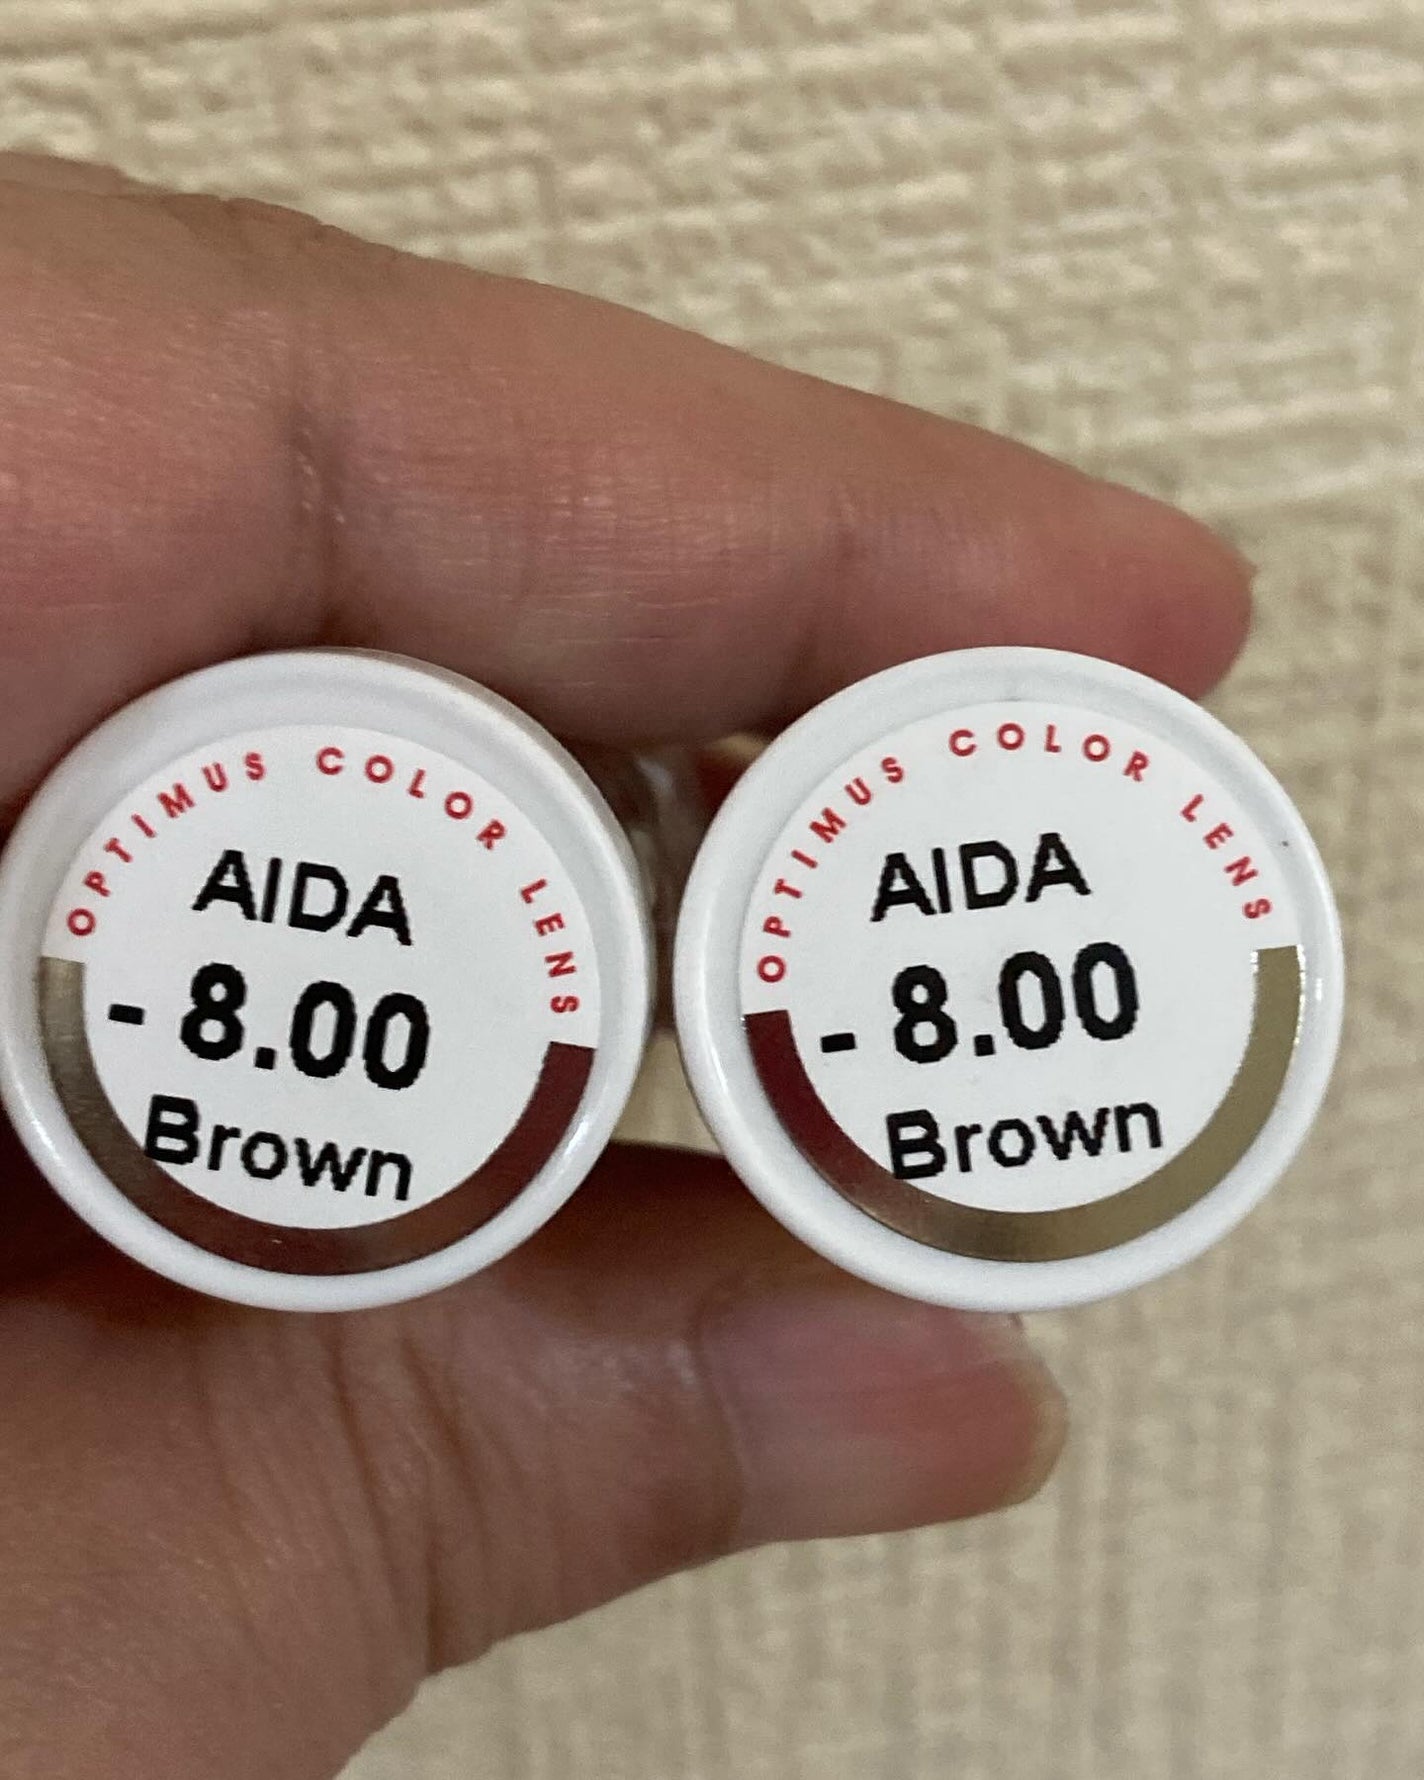 OPTIMUS COLOR LENS
AIDA
- 8.00
Brown
OPTIMUS COLOR LENS
AIDA
- 8.00
Brown